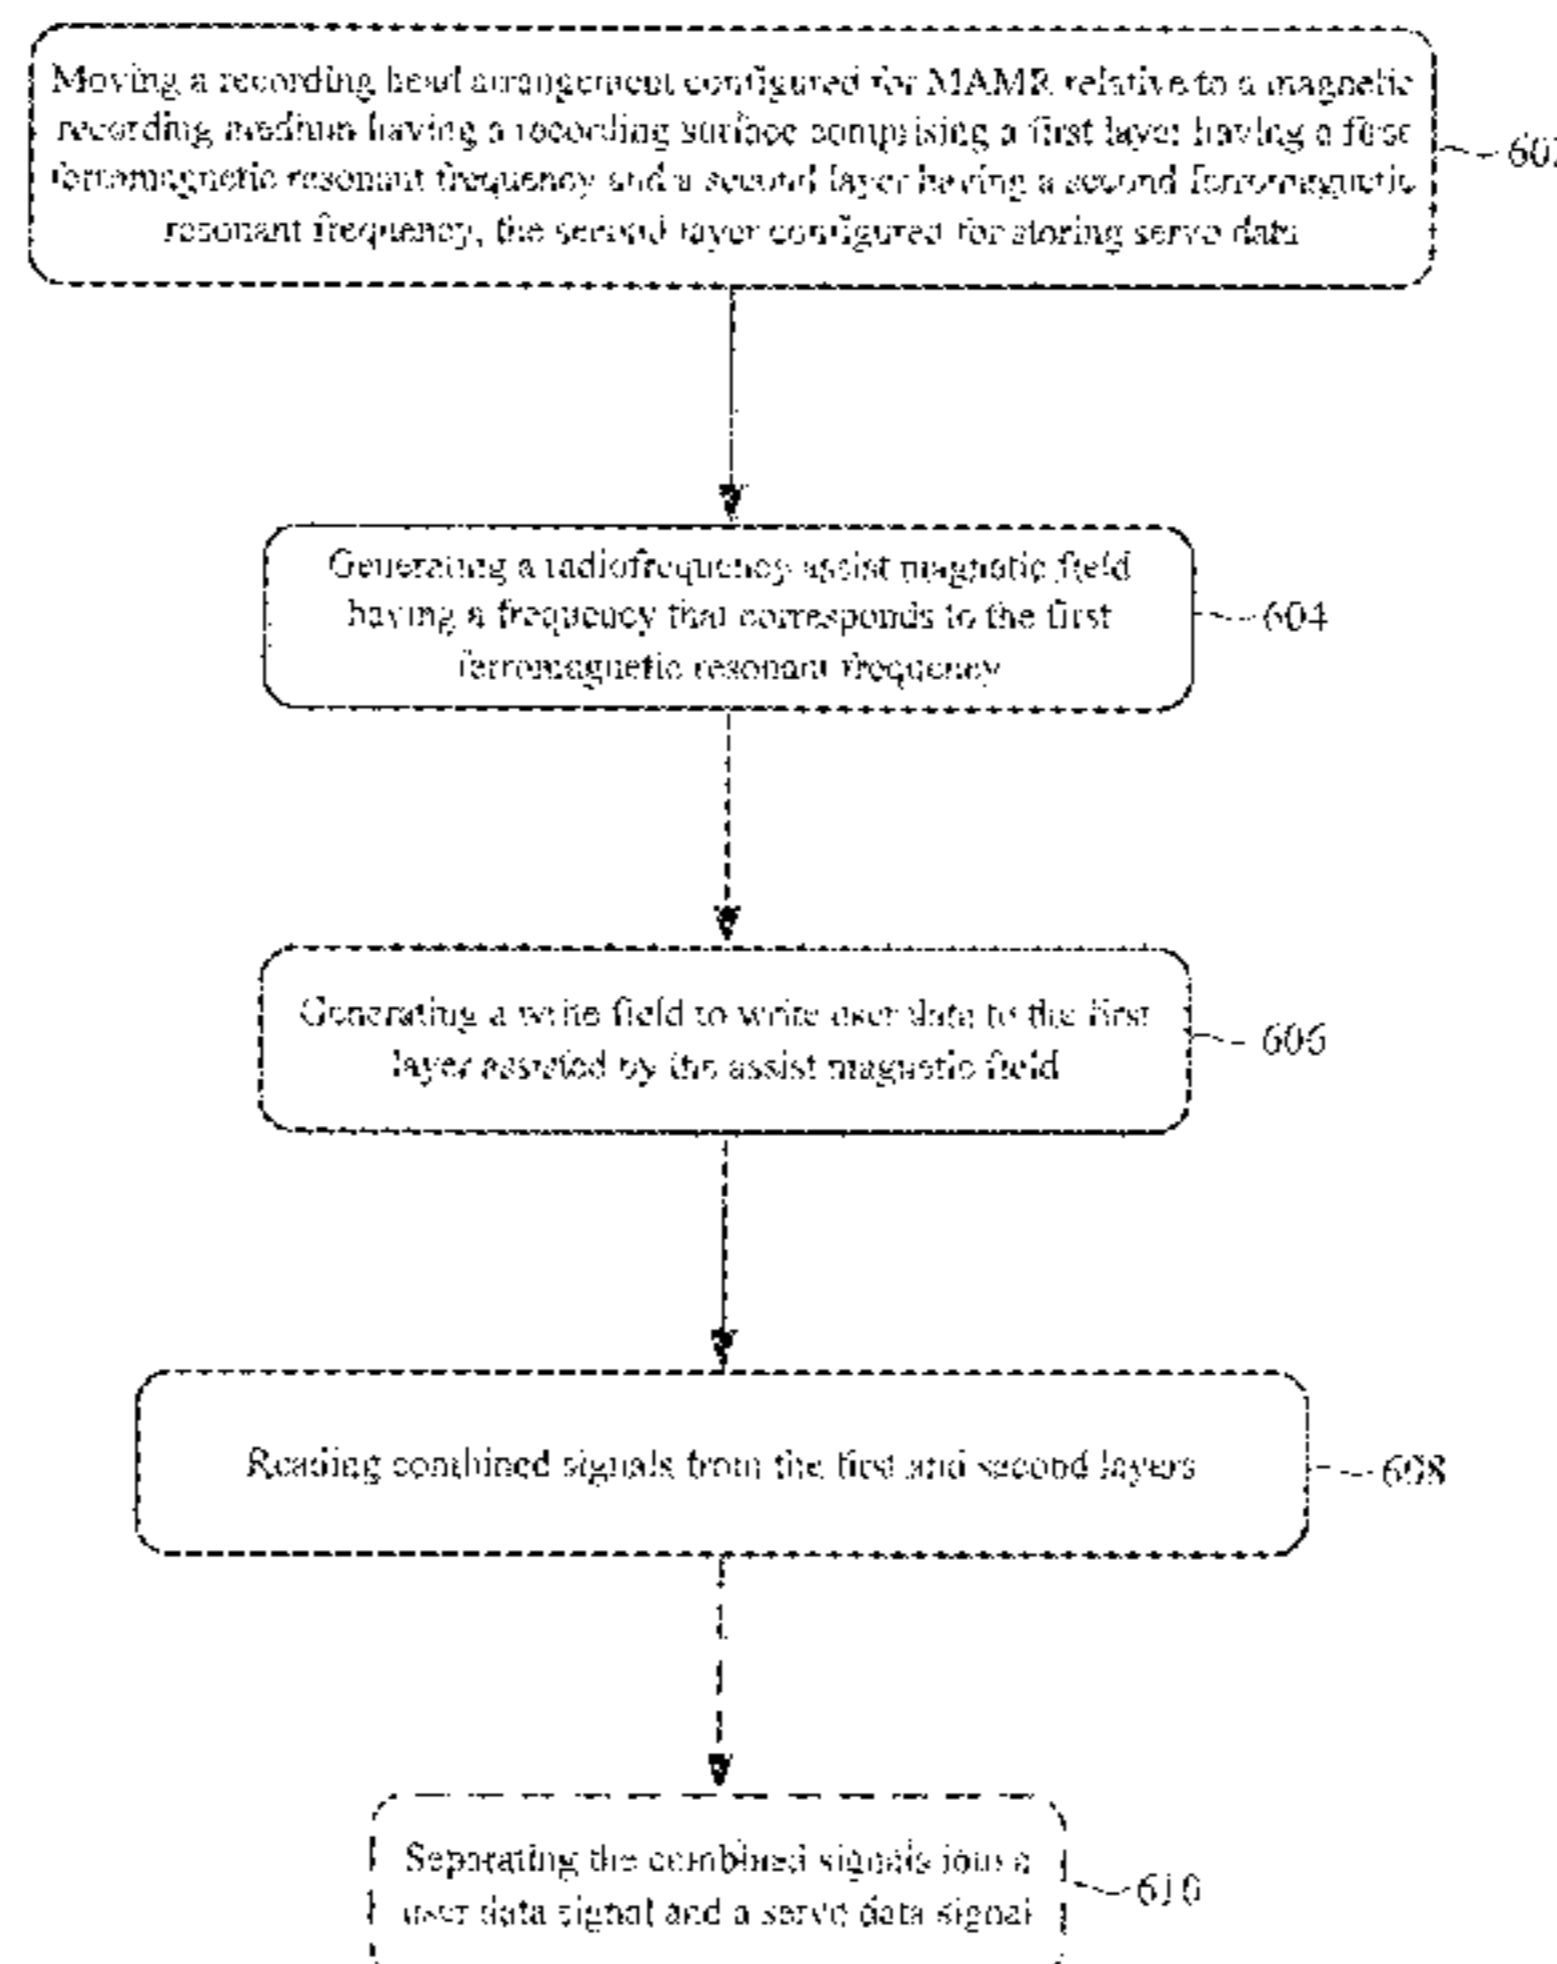 Moving a recording head arrangement configured for MAMR relative to a magnetic
recording medium having a recording surface comprising a first layer having a first
ferromagnetic resonant frequency and a second layer having a second ferromagnetic
resonant frequency, the second layer configured for storing servo data
602
Generating a radiofrequency assist magnetic field
having a frequency that corresponds to the first
ferromagnetic resonant frequency
604
Generating a write field to write user data to the first
layer assisted by the assist magnetic field
606
Reading combined signals from the first and second layers
608
Separating the combined signals into a
user data signal and a servo data signal
610